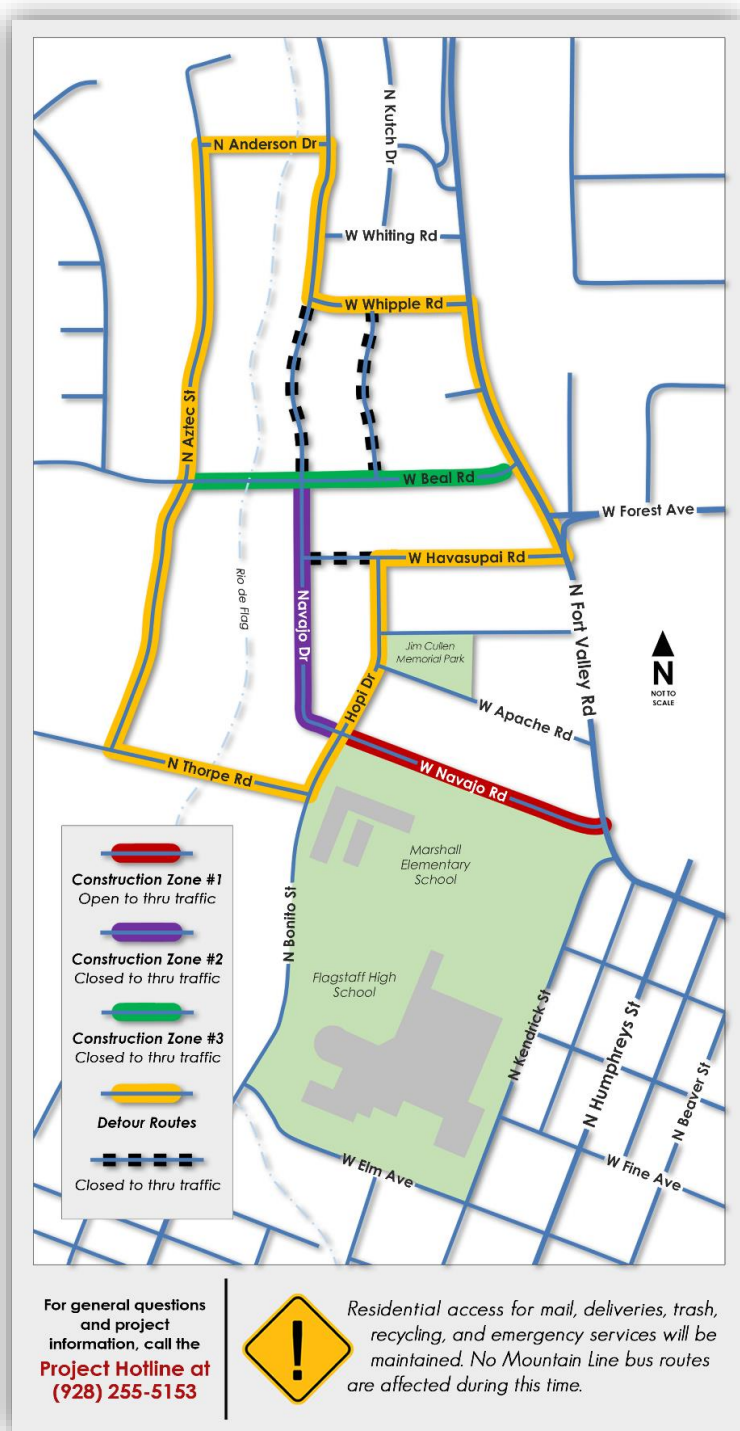 N Kutch Dr
N Anderson Dr
W Whiting Rd
W Whipple Rd
N Aztec St
W Beal Rd
W Forest Ave
W Havasupai Rd
Rio de Flag
Navajo Dr
N Fort Valley Rd
N
NOT TO
SCALE
Jim Cullen
Memorial Park
Hopi Dr
W Apache Rd
N Thorpe Rd
W Navajo Rd
Marshall
Elementary
School
N Bonito St
Flagstaff High
School
N Kendrick St
N Humphreys St
N Beaver St
W Elm Ave
W Fine Ave
Construction Zone #1
Open to thru traffic
Construction Zone #2
Closed to thru traffic
Construction Zone #3
Closed to thru traffic
Detour Routes
Closed to thru traffic
For general questions
and project
information, call the
Project Hotline at
(928) 255-5153
!
Residential access for mail, deliveries, trash,
recycling, and emergency services will be
maintained. No Mountain Line bus routes
are affected during this time.